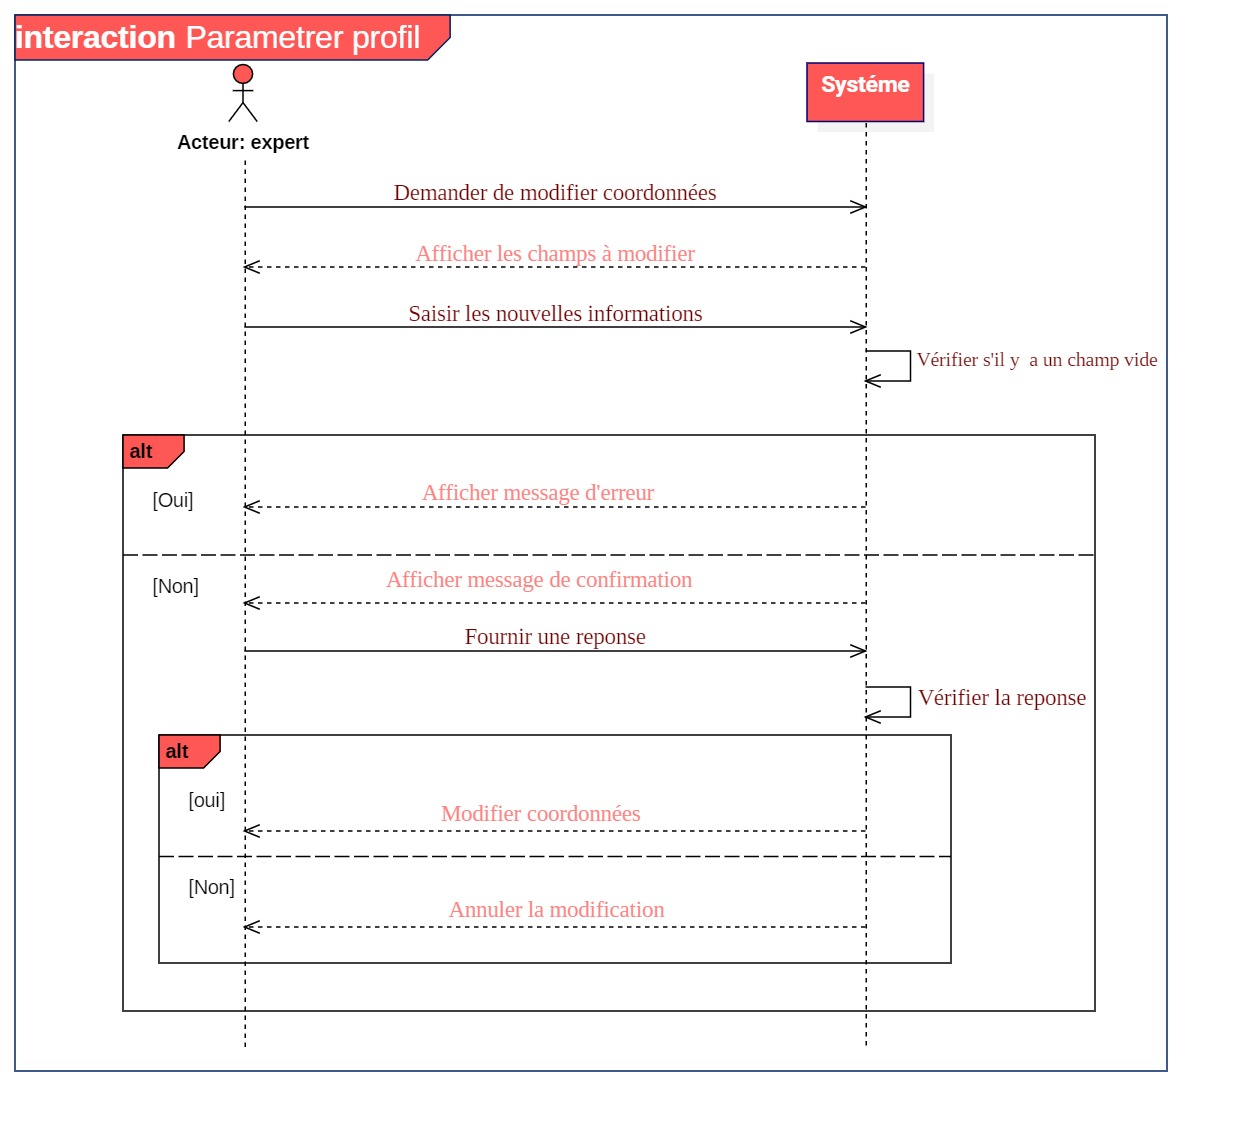 interaction Parametrer profil
Systéme
Acteur: expert
Demander de modifier coordonnées
Afficher les champs à modifier
Saisir les nouvelles informations
Vérifier s'il y  a un champ vide
alt
Afficher message d'erreur
[Oui]
Afficher message de confirmation
[Non]
Fournir une reponse
Vérifier la reponse
alt
[oui]
Modifier coordonnées
[Non]
Annuler la modification